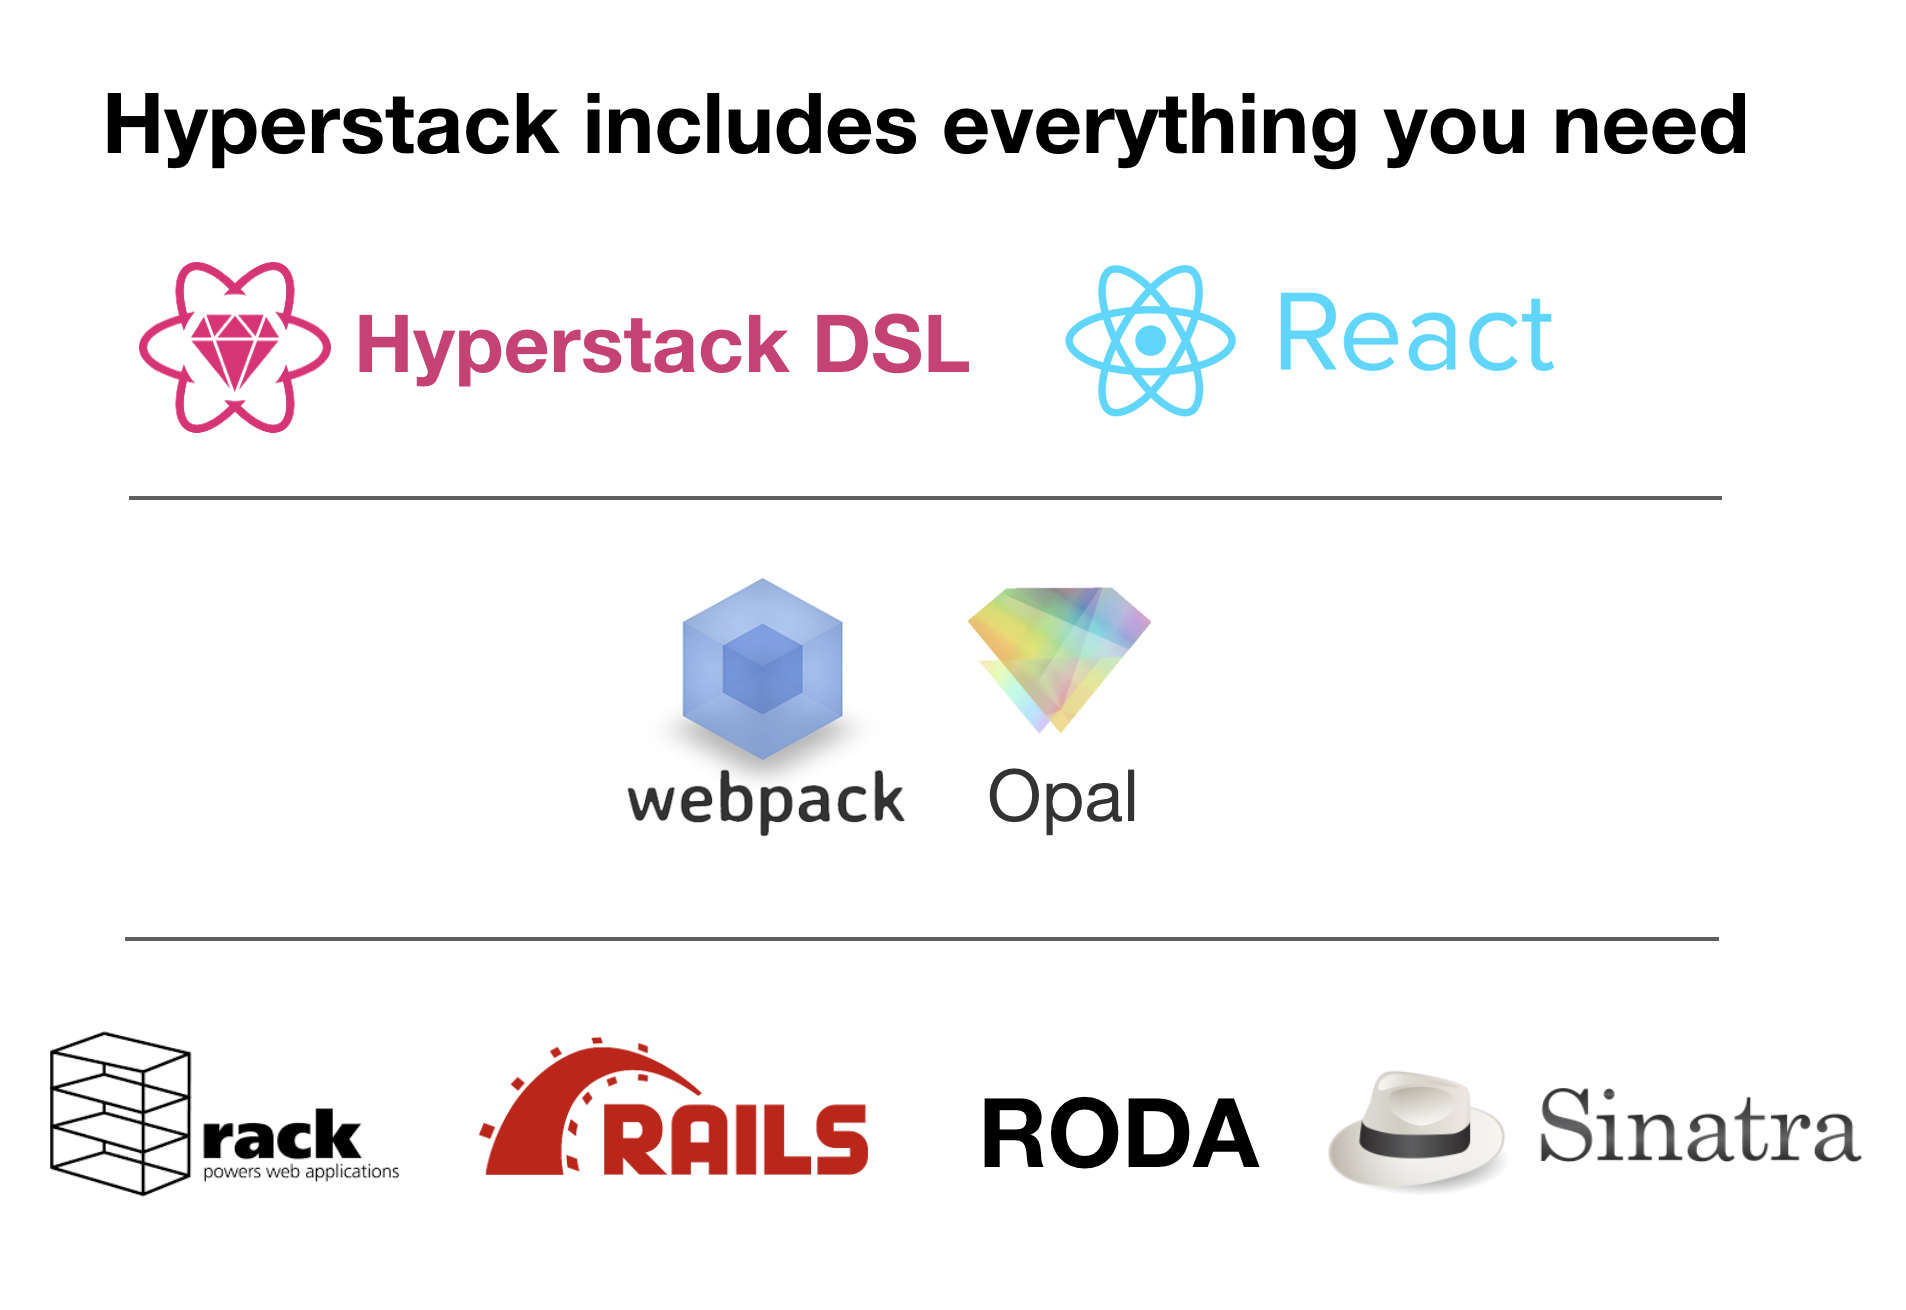 Hyperstack includes everything you need
Hyperstack DSL
React
webpack
Opal
rack
powers web applications
RAILS
RODA
Sinatra